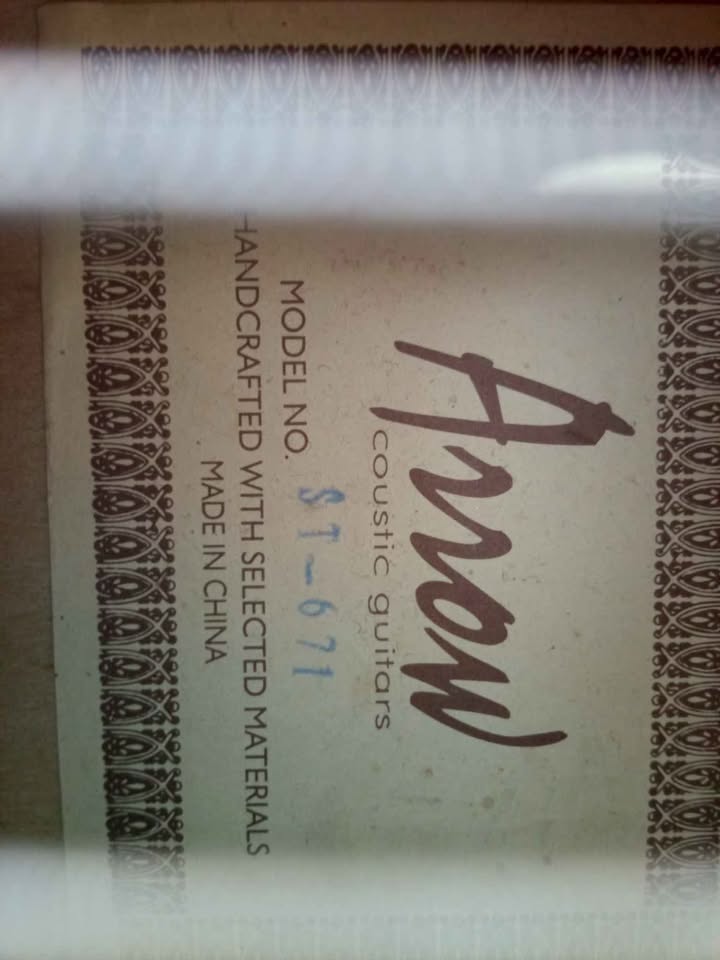 Arrow
coustic guitars
MODEL NO. ST-671
HANDCRAFTED WITH SELECTED MATERIALS
MADE IN CHINA